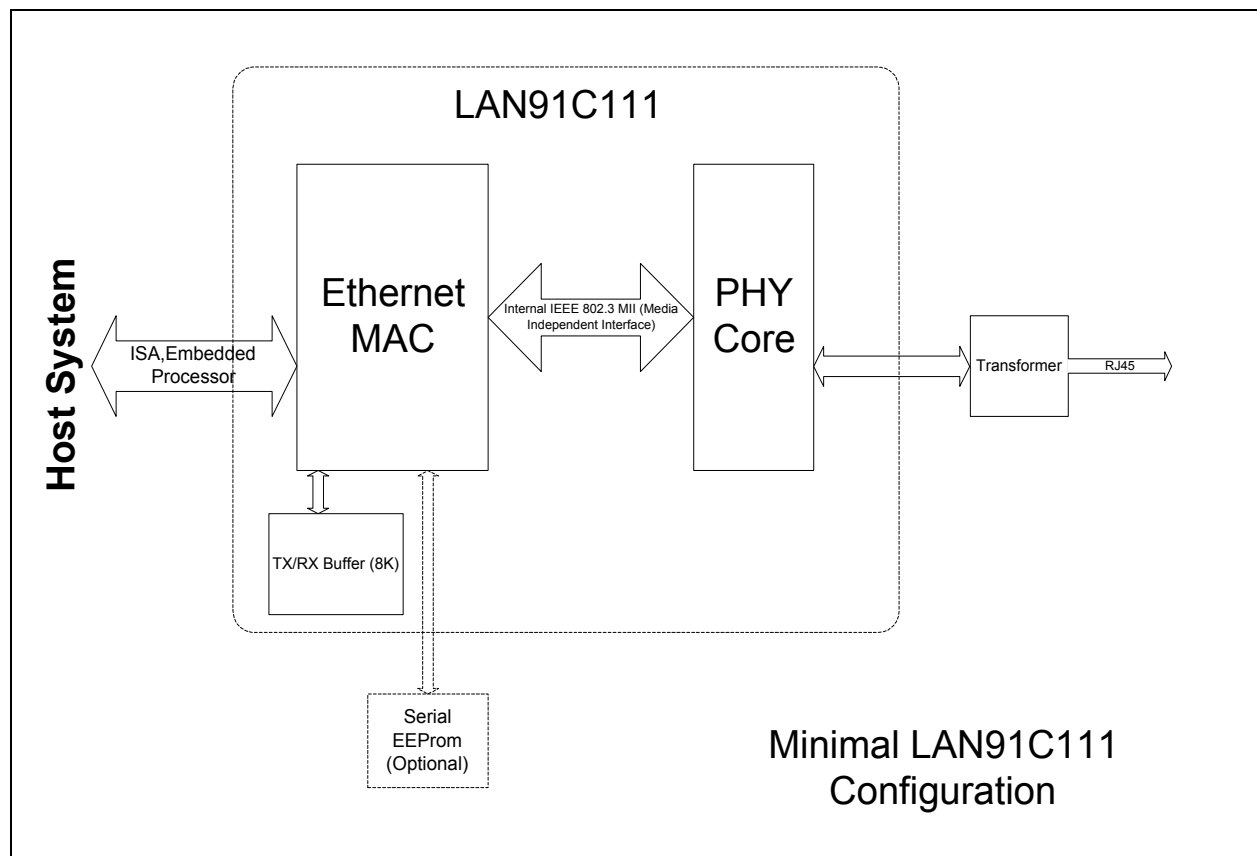 LAN91C111
Host System
ISA,Embedded
Processor
Ethernet
MAC
Internal IEEE 802.3 MII (Media
Independent Interface)
PHY
Core
Transformer
RJ45
TX/RX Buffer (8K)
Serial
EEProm
(Optional)
Minimal LAN91C111
Configuration